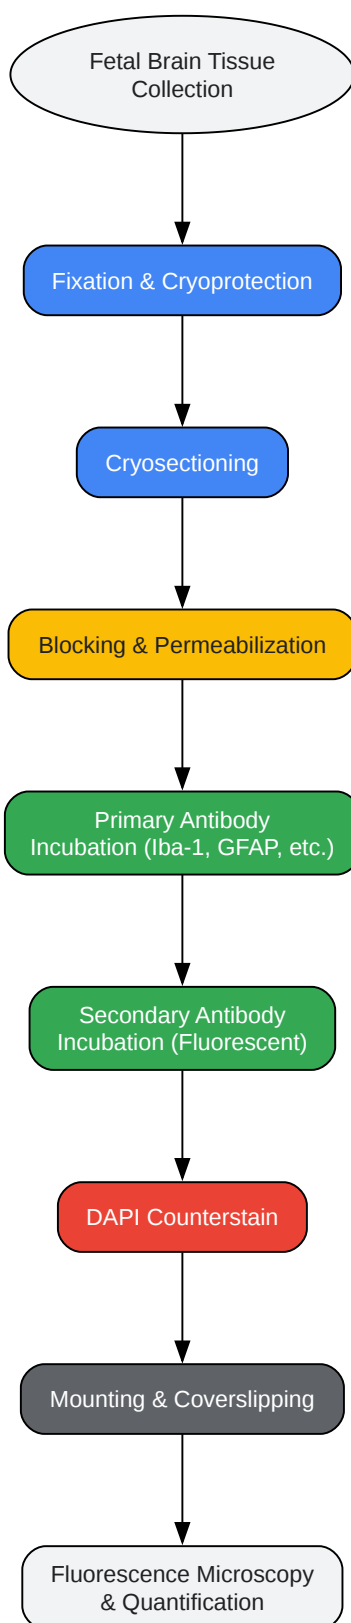 Fetal Brain Tissue
Collection
Fixation & Cryoprotection
Cryosectioning
Blocking & Permeabilization
Primary Antibody
Incubation (Iba-1, GFAP, etc.)
Secondary Antibody
Incubation (Fluorescent)
DAPI Counterstain
Mounting & Coverslipping
Fluorescence Microscopy
& Quantification